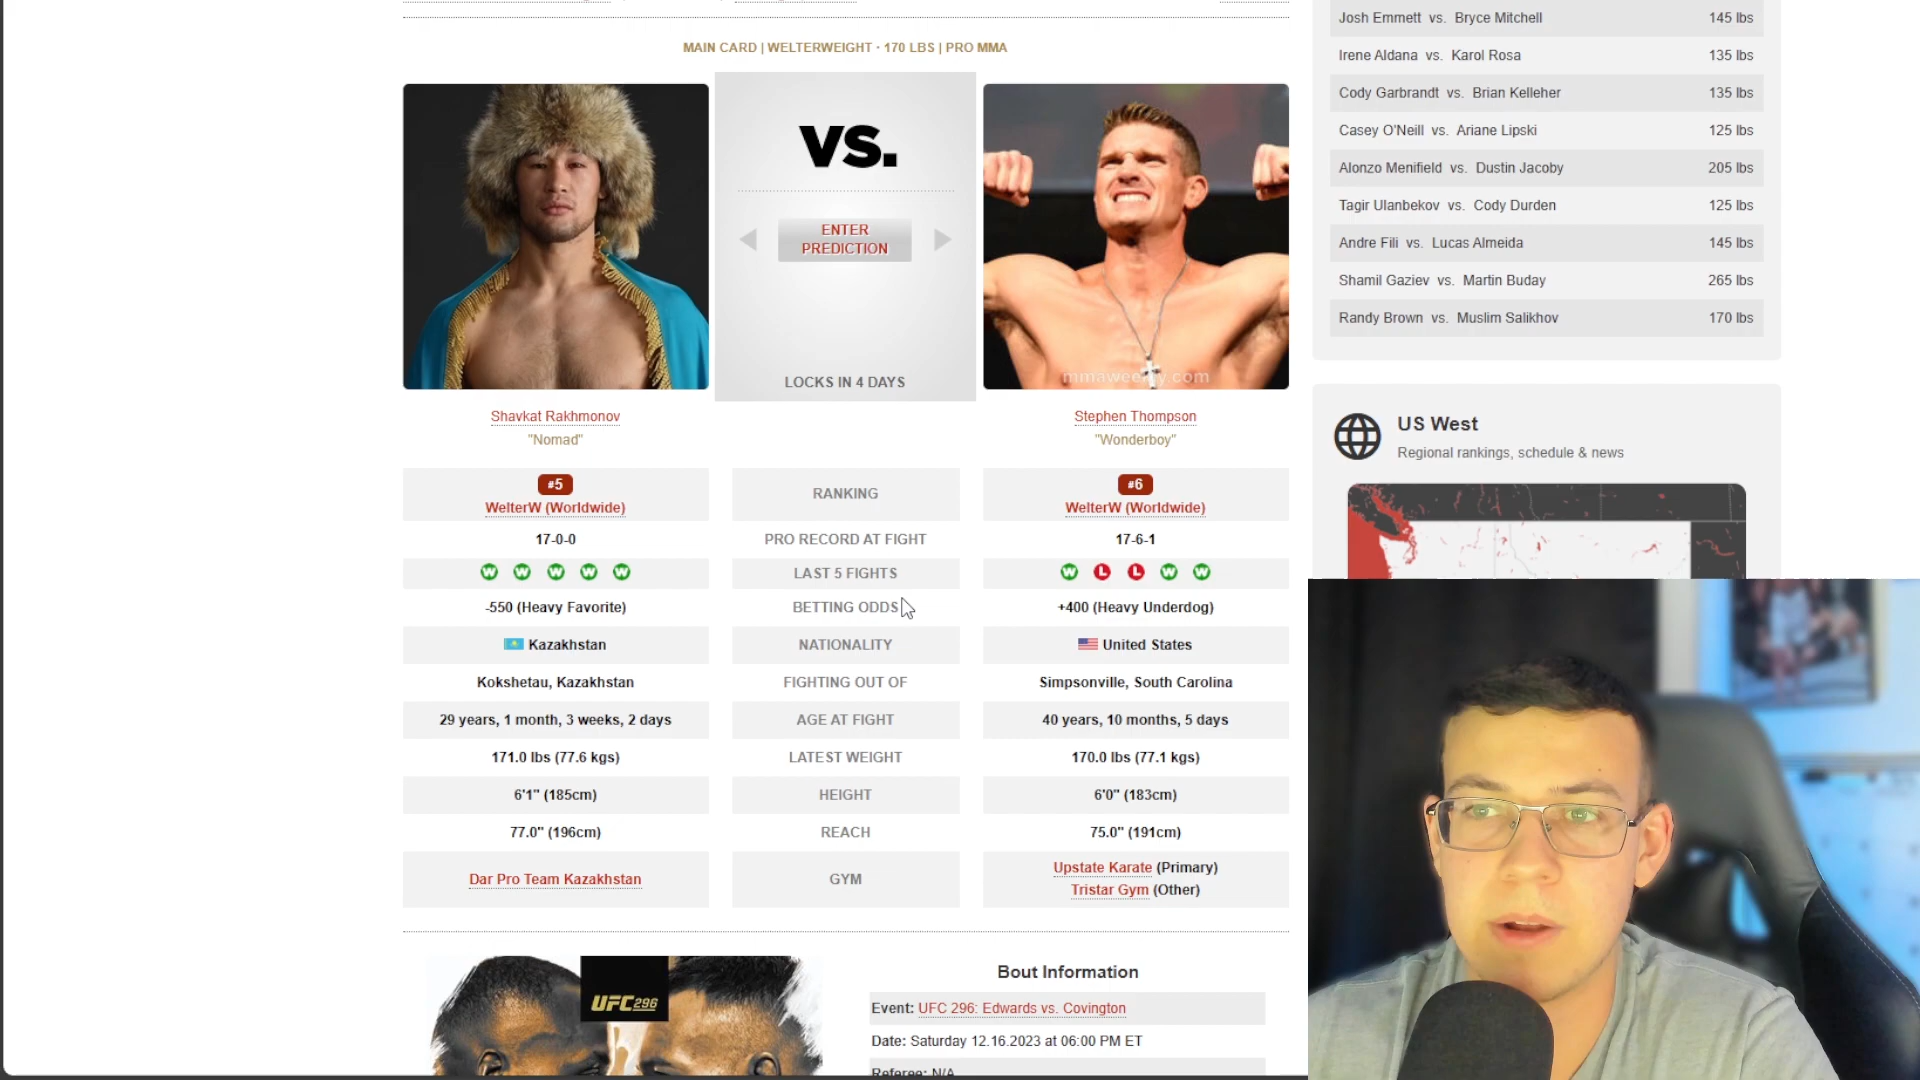 MAIN CARD | WELTERWEIGHT · 170 LBS | PRO MMA
VS.
ENTER
PREDICTION
LOCKS IN 4 DAYS
mmaweekly.com
Shavkat Rakhmonov
Stephen Thompson
"Nomad"
"Wonderboy"
#5
WelterW (Worldwide)
RANKING
#6
WelterW (Worldwide)
17-0-0
PRO RECORD AT FIGHT
17-6-1
W W W W W
LAST 5 FIGHTS
W L L W W
-550 (Heavy Favorite)
BETTING ODDS
+400 (Heavy Underdog)
Kazakhstan
NATIONALITY
United States
Kokshetau, Kazakhstan
FIGHTING OUT OF
Simpsonville, South Carolina
29 years, 1 month, 3 weeks, 2 days
AGE AT FIGHT
40 years, 10 months, 5 days
171.0 lbs (77.6 kgs)
LATEST WEIGHT
170.0 lbs (77.1 kgs)
6'1" (185cm)
HEIGHT
6'0" (183cm)
77.0" (196cm)
REACH
75.0" (191cm)
Dar Pro Team Kazakhstan
GYM
Upstate Karate (Primary)
Tristar Gym (Other)
UFC 296
Bout Information
Event: UFC 296: Edwards vs. Covington
Date: Saturday 12.16.2023 at 06:00 PM ET
Referee: N/A
Josh Emmett vs. Bryce Mitchell 145 lbs
Irene Aldana vs. Karol Rosa 135 lbs
Cody Garbrandt vs. Brian Kelleher 135 lbs
Casey O'Neill vs. Ariane Lipski 125 lbs
Alonzo Menifield vs. Dustin Jacoby 205 lbs
Tagir Ulanbekov vs. Cody Durden 125 lbs
Andre Fili vs. Lucas Almeida 145 lbs
Shamil Gaziev vs. Martin Buday 265 lbs
Randy Brown vs. Muslim Salikhov 170 lbs
US West
Regional rankings, schedule & news